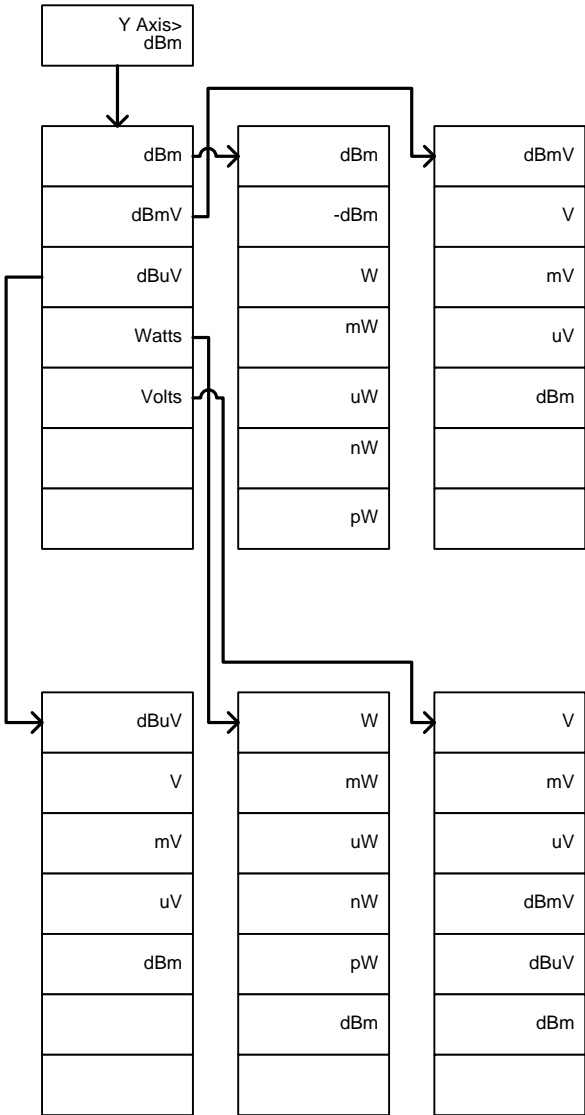 Y Axis>
dBm
dBm
dBmV
dBuV
Watts
Volts
dBm
-dBm
W
mW
uW
nW
pW
dBmV
V
mV
uV
dBm
dBuV
V
mV
uV
dBm
W
mW
uW
nW
pW
dBm
V
mV
uV
dBmV
dBuV
dBm